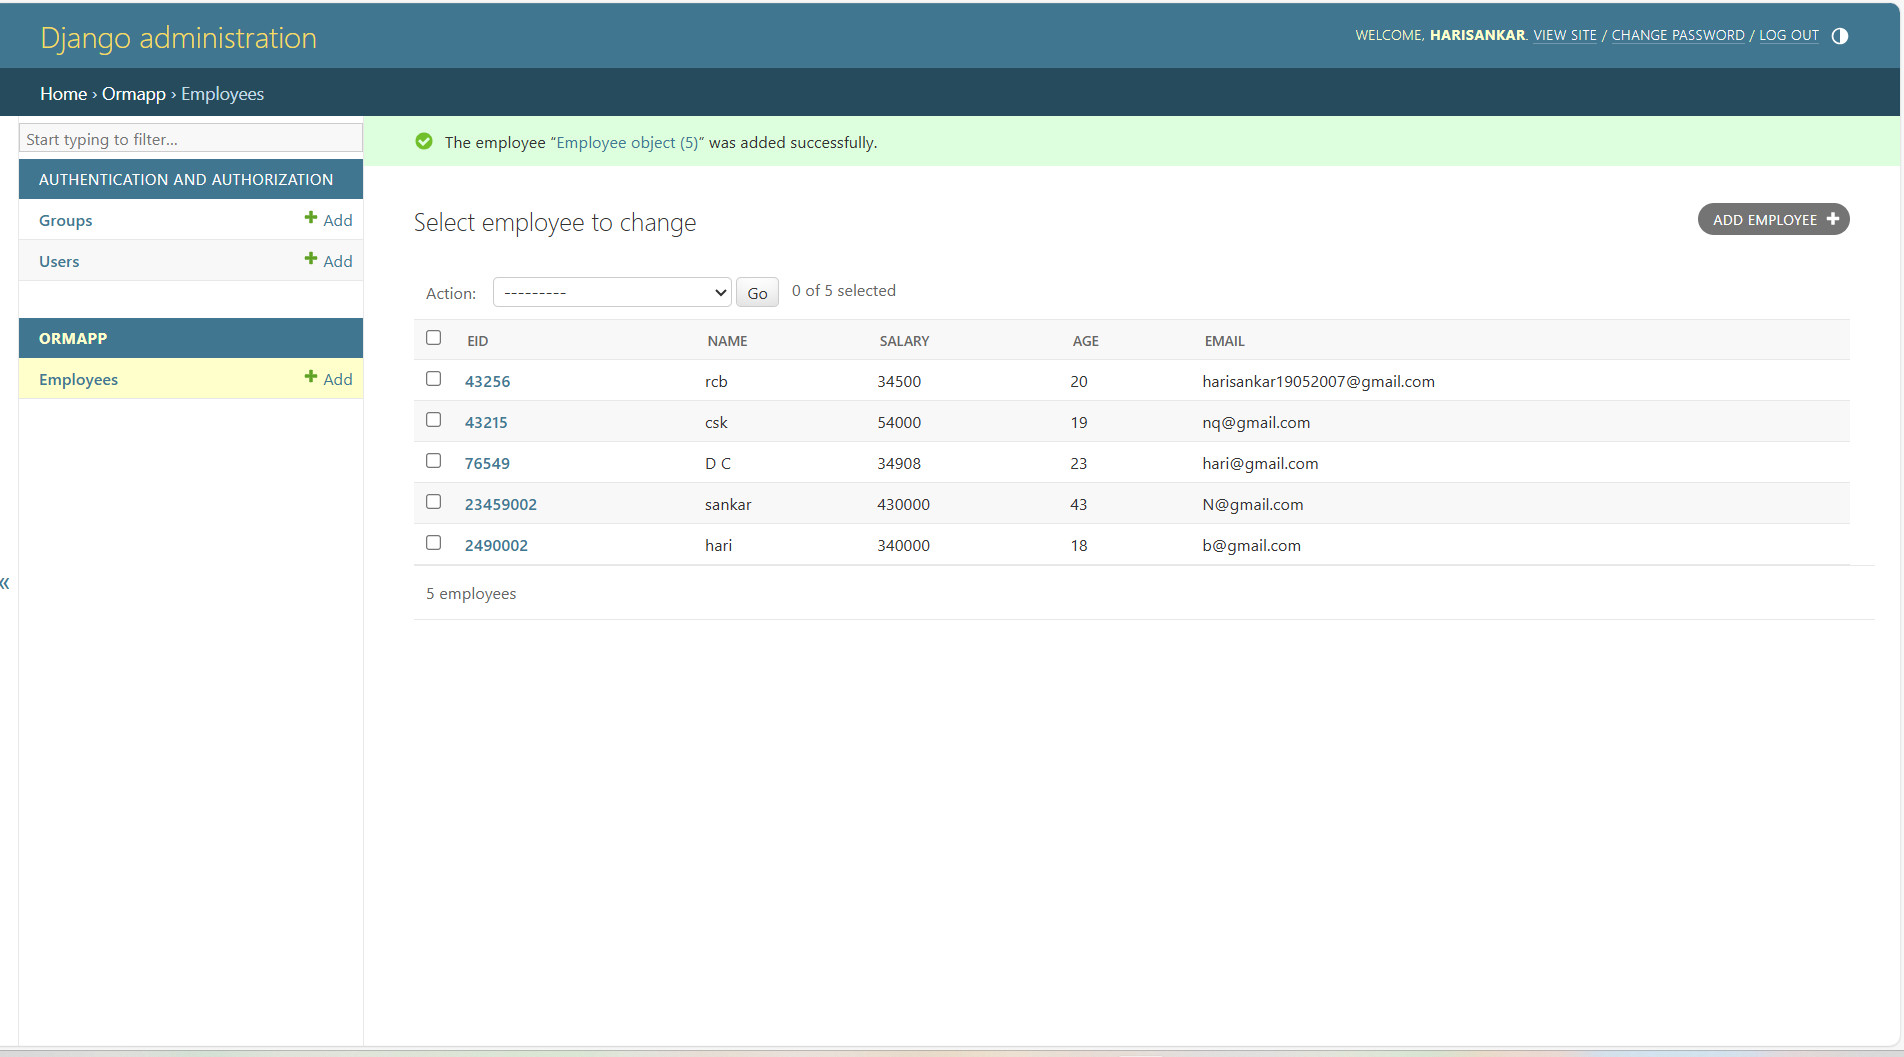 Django administration
WELCOME, HARISANKAR. VIEW SITE / CHANGE PASSWORD / LOG OUT
Home › Ormapp › Employees
Start typing to filter...
AUTHENTICATION AND AUTHORIZATION
Groups + Add
Users + Add
ORMAPP
Employees + Add
«
The employee “Employee object (5)” was added successfully.
Select employee to change
ADD EMPLOYEE +
Action: --------- Go 0 of 5 selected
EID NAME SALARY AGE EMAIL
43256 rcb 34500 20 harisankar19052007@gmail.com
43215 csk 54000 19 nq@gmail.com
76549 D C 34908 23 hari@gmail.com
23459002 sankar 430000 43 N@gmail.com
2490002 hari 340000 18 b@gmail.com
5 employees